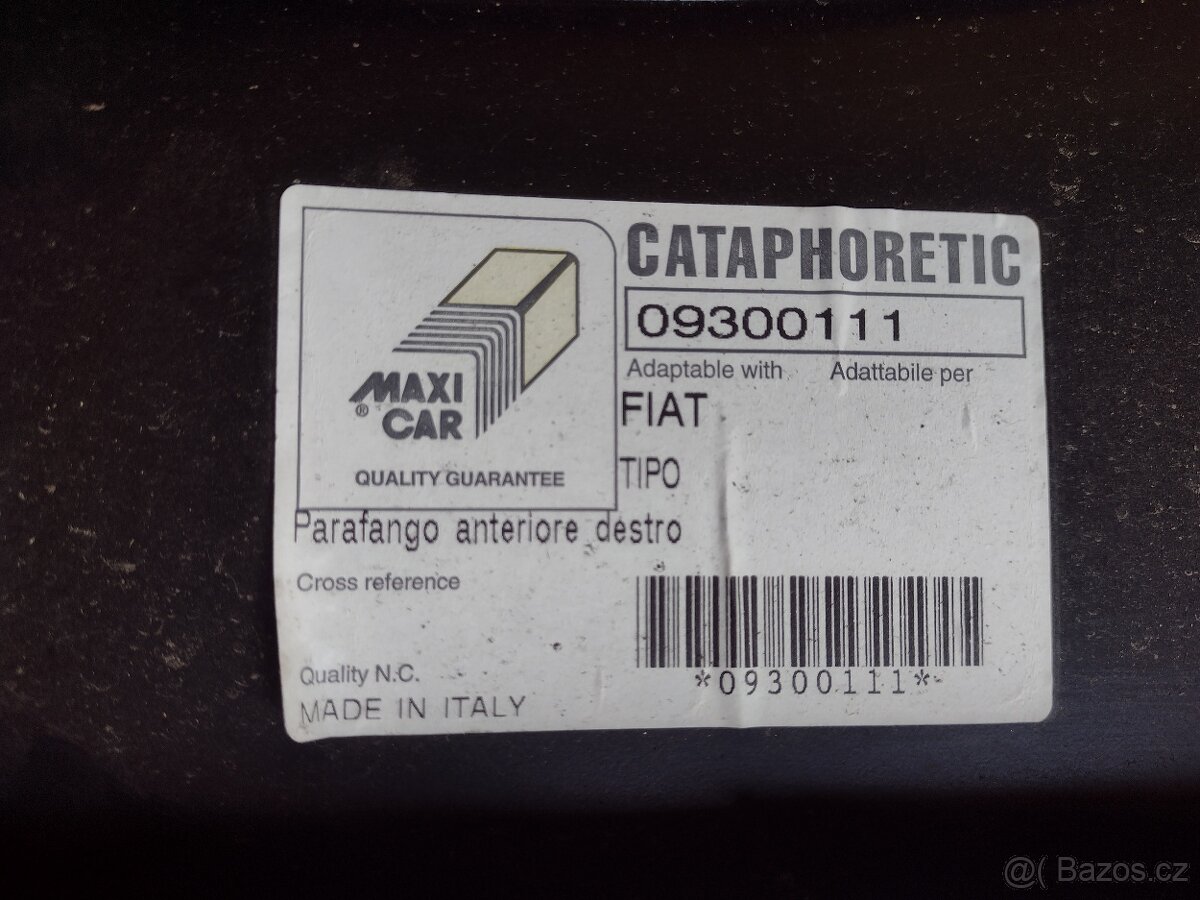 CATAPHORETIC
09300111
Adaptable with Adattabile per
FIAT
TIPO
MAXI
® CAR
QUALITY GUARANTEE
Parafango anteriore destro
Cross reference
*09300111*
Quality N.C.
MADE IN ITALY
@( Bazos.cz